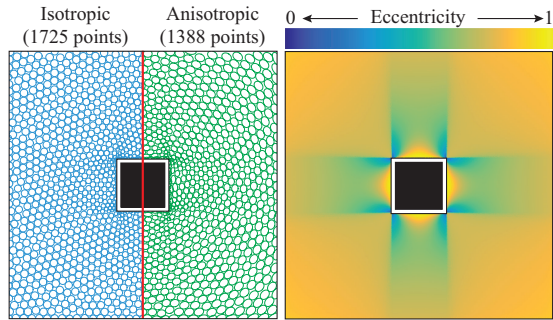 Isotropic
(1725 points)
Anisotropic
(1388 points)
0 ← Eccentricity → 1